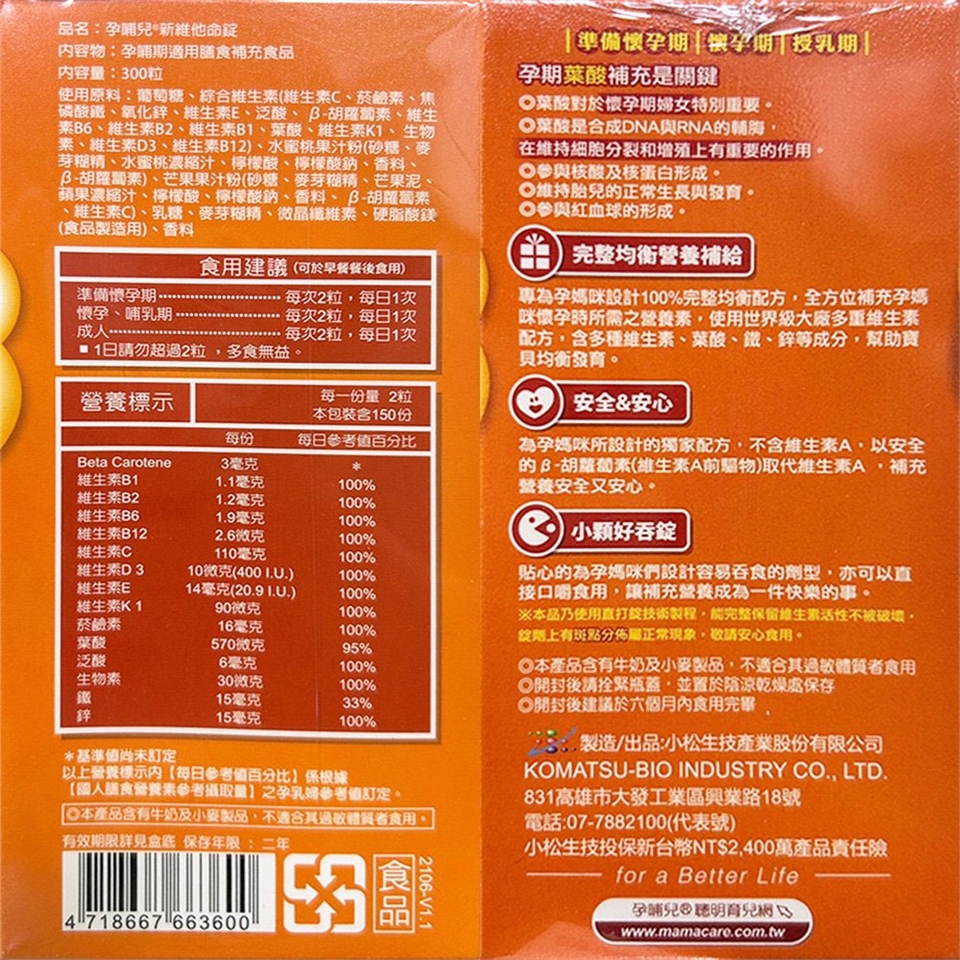 品名：孕哺兒®新維他命錠
內容物：孕哺期適用膳食補充食品
內容量：300粒
使用原料：葡萄糖、綜合維生素(維生素C、菸鹼素、焦
磷酸鐵、氧化鋅、維生素E、泛酸、β-胡蘿蔔素、維生
素B6、維生素B2、維生素B1、葉酸、維生素K1、生物
素、維生素D3、維生素B12)、水蜜桃果汁粉(砂糖、麥
芽糊精、水蜜桃濃縮汁、檸檬酸、檸檬酸鈉、香料、
β-胡蘿蔔素)、芒果果汁粉(砂糖、麥芽糊精、芒果泥、
蘋果濃縮汁、檸檬酸、檸檬酸鈉、香料、β-胡蘿蔔素
、維生素C)、乳糖、麥芽糊精、微晶纖維素、硬脂酸鎂
(食品製造用)、香料
食用建議 (可於早餐餐後食用)
準備懷孕期 每次2粒，每日1次
懷孕、哺乳期 每次2粒，每日1次
成人 每次2粒，每日1次
■ 1日請勿超過2粒，多食無益。
營養標示
每一份量 2粒
本包裝含150份
每份 每日參考值百分比
Beta Carotene 3毫克 *
維生素B1 1.1毫克 100%
維生素B2 1.2毫克 100%
維生素B6 1.9毫克 100%
維生素B12 2.6微克 100%
維生素C 110毫克 100%
維生素D 3 10微克(400 I.U.) 100%
維生素E 14毫克(20.9 I.U.) 100%
維生素K 1 90微克 100%
菸鹼素 16毫克 100%
葉酸 570微克 95%
泛酸 6毫克 100%
生物素 30微克 100%
鐵 15毫克 33%
鋅 15毫克 100%
*基準值尚未訂定
以上營養標示內【每日參考值百分比】係根據
【國人膳食營養素參考攝取量】之孕乳婦參考值訂定。
◎本產品含有牛奶及小麥製品，不適合其過敏體質者食用。
有效期限詳見盒底 保存年限：二年
4 718667 663600
食品
2106-V1.1
|準備懷孕期|懷孕期|授乳期|
孕期葉酸補充是關鍵
◎葉酸對於懷孕期婦女特別重要。
◎葉酸是合成DNA與RNA的輔酶，
在維持細胞分裂和增殖上有重要的作用。
◎參與核酸及核蛋白形成。
◎維持胎兒的正常生長與發育。
◎參與紅血球的形成。
完整均衡營養補給
專為孕媽咪設計100%完整均衡配方，全方位補充孕媽
咪懷孕時所需之營養素，使用世界級大廠多重維生素
配方，含多種維生素、葉酸、鐵、鋅等成分，幫助寶
貝均衡發育。
安全&安心
為孕媽咪所設計的獨家配方，不含維生素A，以安全
的β-胡蘿蔔素(維生素A前驅物)取代維生素A，補充
營養安全又安心。
小顆好吞錠
貼心的為孕媽咪們設計容易吞食的劑型，亦可以直
接口嚼食用，讓補充營養成為一件快樂的事。
※本品乃使用直打錠技術製程，能完整保留維生素活性不被破壞，
錠劑上有斑點分佈屬正常現象，敬請安心食用。
◎本產品含有牛奶及小麥製品，不適合其過敏體質者食用
◎開封後請拴緊瓶蓋，並置於陰涼乾燥處保存
◎開封後建議於六個月內食用完畢
製造/出品:小松生技產業股份有限公司
KOMATSU-BIO INDUSTRY CO., LTD.
831高雄市大發工業區興業路18號
電話:07-7882100(代表號)
小松生技投保新台幣NT$2,400萬產品責任險
for a Better Life
孕哺兒®聰明育兒網
www.mamacare.com.tw